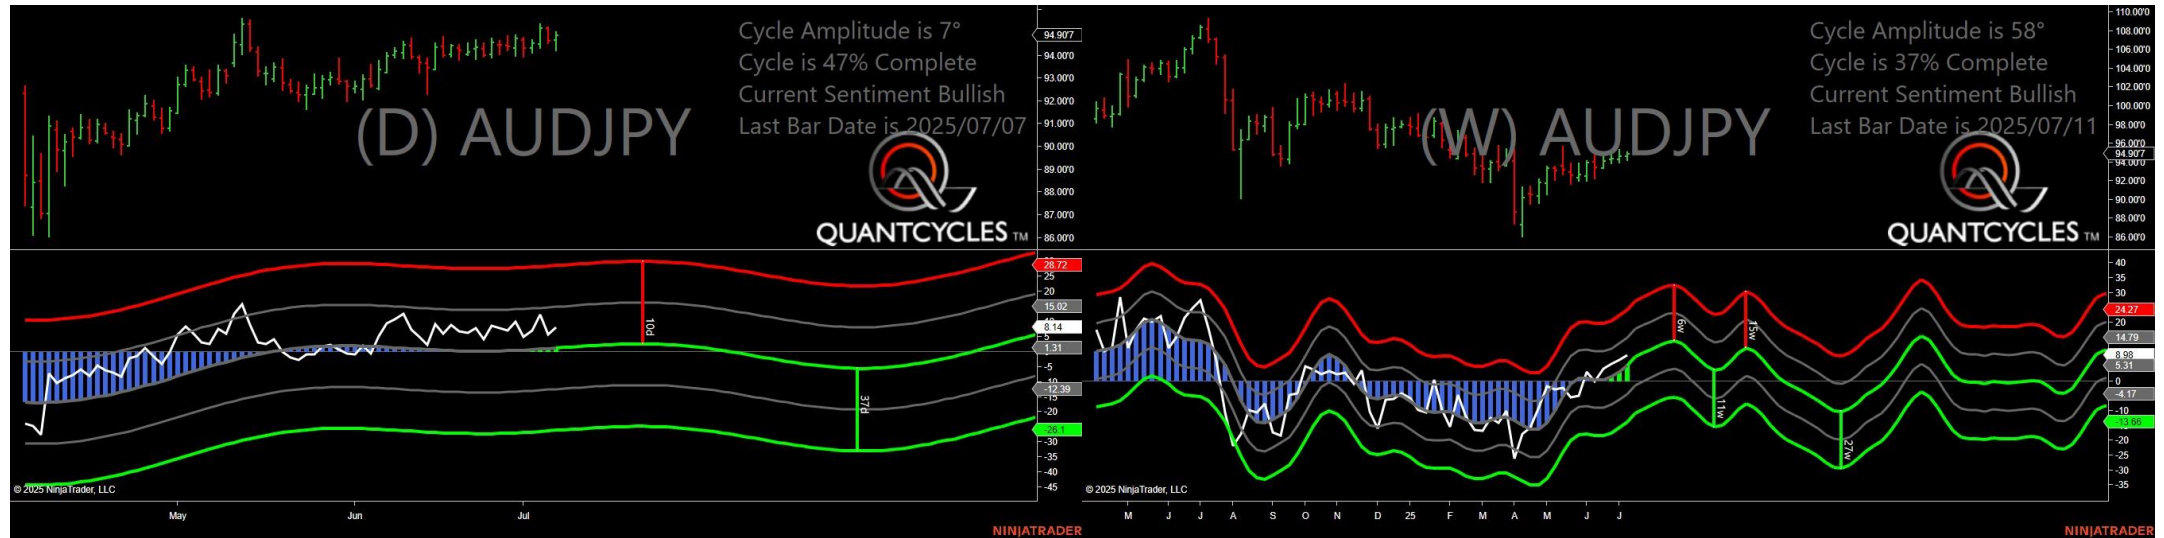 Cycle Amplitude is 7°
Cycle is 47% Complete
Current Sentiment Bullish
Last Bar Date is 2025/07/07
(D) AUDJPY
QUANTCYCLES TM
94.90'7
94.00'0
93.00'0
92.00'0
91.00'0
90.00'0
89.00'0
88.00'0
87.00'0
86.00'0
28.72
25
20
15.02
8.14
1.31
-5
-12.39
-15
-20
-26.1
-30
-35
-40
-45
10d
37d
© 2025 NinjaTrader, LLC
May
Jun
Jul
NINJATRADER
Cycle Amplitude is 58°
Cycle is 37% Complete
Current Sentiment Bullish
Last Bar Date is 2025/07/11
(W) AUDJPY
QUANTCYCLES TM
110.00'0
108.00'0
106.00'0
104.00'0
102.00'0
100.00'0
98.00'0
96.00'0
94.90'7
94.00'0
92.00'0
90.00'0
88.00'0
86.00'0
40
35
30
24.27
20
14.79
8.98
5.31
0
-4.17
-10
-13.66
-20
-25
-30
-35
6w
15w
11w
27w
© 2025 NinjaTrader, LLC
M
J
J
A
S
O
N
D
25
F
M
A
M
J
J
NINJATRADER